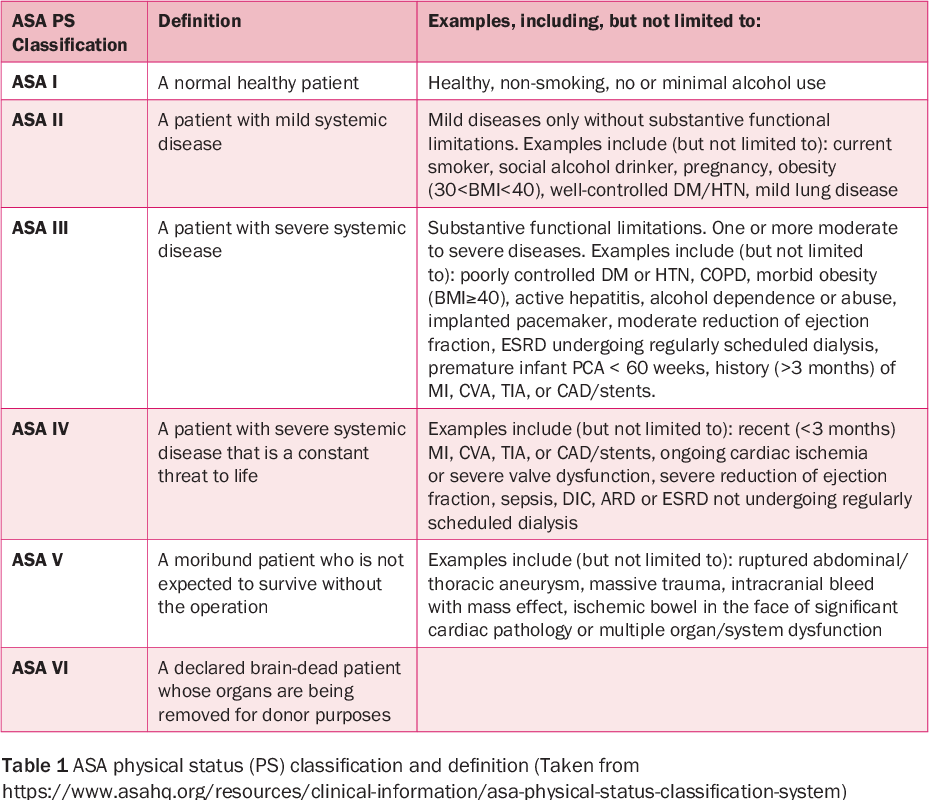 ASA PS
Classification
Definition
Examples, including, but not limited to:
ASA I
A normal healthy patient
Healthy, non-smoking, no or minimal alcohol use
ASA II
A patient with mild systemic
disease
Mild diseases only without substantive functional
limitations. Examples include (but not limited to): current
smoker, social alcohol drinker, pregnancy, obesity
(30<BMI<40), well-controlled DM/HTN, mild lung disease
ASA III
A patient with severe systemic
disease
Substantive functional limitations. One or more moderate
to severe diseases. Examples include (but not limited
to): poorly controlled DM or HTN, COPD, morbid obesity
(BMI≥40), active hepatitis, alcohol dependence or abuse,
implanted pacemaker, moderate reduction of ejection
fraction, ESRD undergoing regularly scheduled dialysis,
premature infant PCA < 60 weeks, history (>3 months) of
MI, CVA, TIA, or CAD/stents.
ASA IV
A patient with severe systemic
disease that is a constant
threat to life
Examples include (but not limited to): recent (<3 months)
MI, CVA, TIA, or CAD/stents, ongoing cardiac ischemia
or severe valve dysfunction, severe reduction of ejection
fraction, sepsis, DIC, ARD or ESRD not undergoing regularly
scheduled dialysis
ASA V
A moribund patient who is not
expected to survive without
the operation
Examples include (but not limited to): ruptured abdominal/
thoracic aneurysm, massive trauma, intracranial bleed
with mass effect, ischemic bowel in the face of significant
cardiac pathology or multiple organ/system dysfunction
ASA VI
A declared brain-dead patient
whose organs are being
removed for donor purposes
Table 1 ASA physical status (PS) classification and definition (Taken from
https://www.asahq.org/resources/clinical-information/asa-physical-status-classification-system)